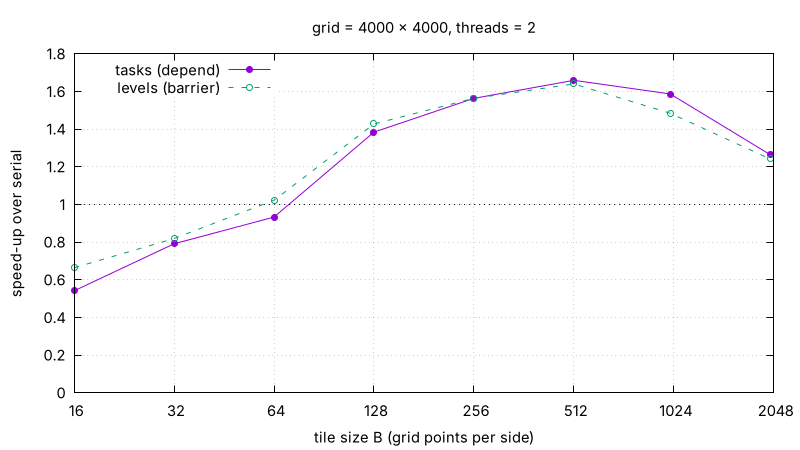 grid = 4000 × 4000, threads = 2
tasks (depend)
levels (barrier)
speed-up over serial
1.8
1.6
1.4
1.2
1
0.8
0.6
0.4
0.2
0
16 32 64 128 256 512 1024 2048
tile size B (grid points per side)